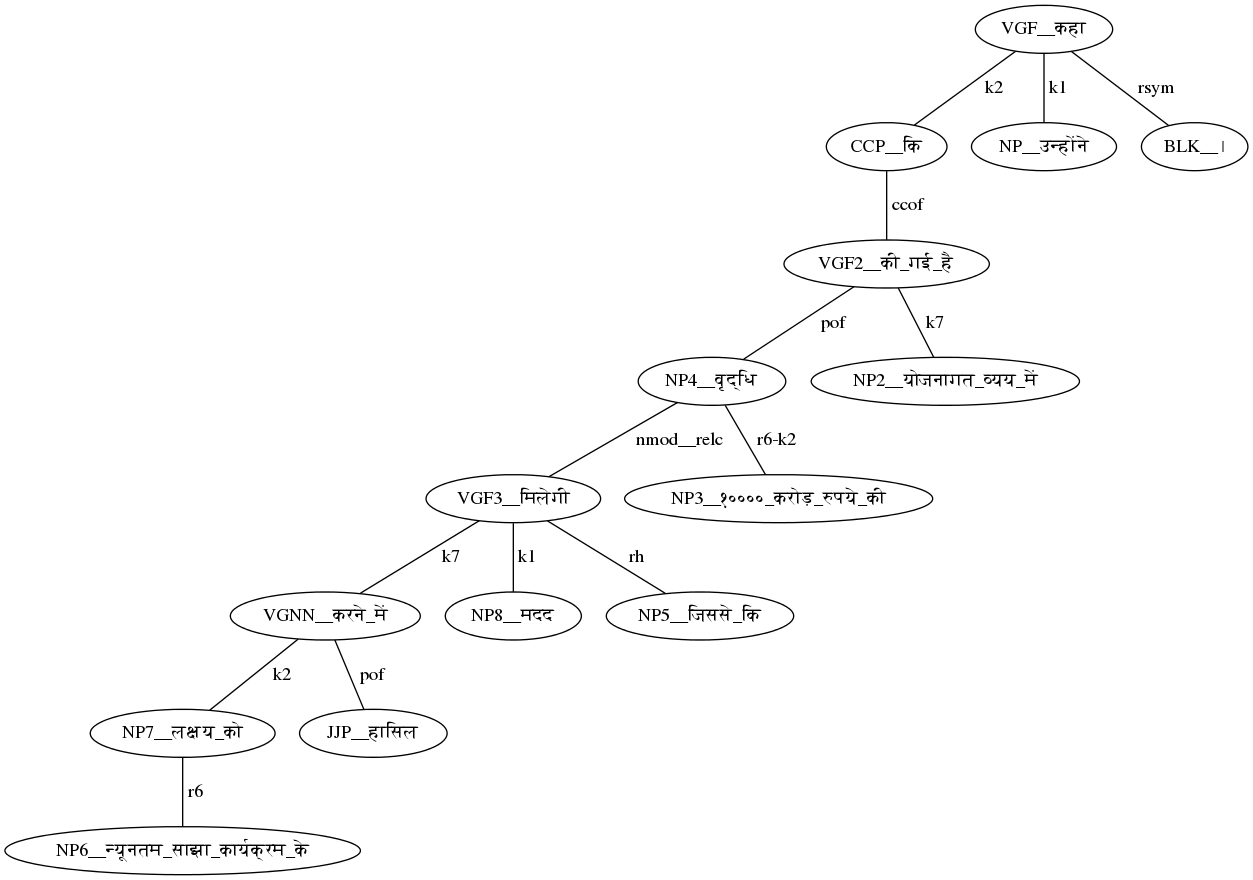 VGF__कहा
k2 k1 rsym
CCP__कि NP__उन्होंने BLK__।
ccof
VGF2__की_गई_है
pof k7
NP4__वृद्धि NP2__योजनागत_व्यय_में
nmod__relc r6-k2
VGF3__मिलेगी NP3__१००००_करोड़_रुपये_की
k7 k1 rh
VGNN__करने_में NP8__मदद NP5__जिससे_कि
k2 pof
NP7__लक्षय_को JJP__हासिल
r6
NP6__न्यूनतम_साझा_कार्यक्रम_के